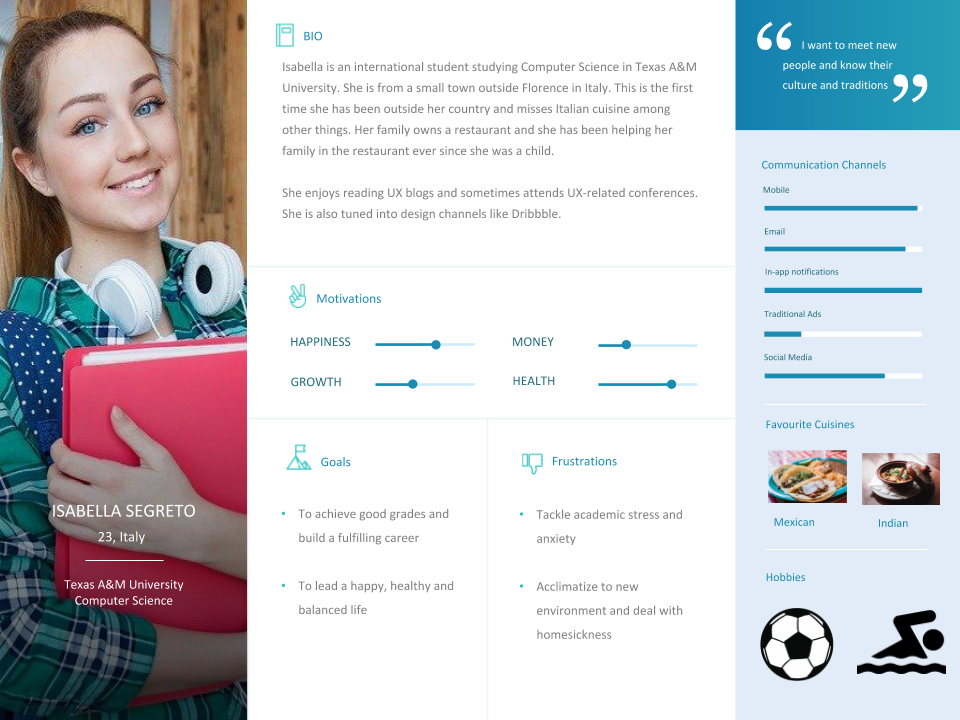 ISABELLA SEGRETO
23, Italy
Texas A&M University
Computer Science
BIO
Isabella is an international student studying Computer Science in Texas A&M
University. She is from a small town outside Florence in Italy. This is the first
time she has been outside her country and misses Italian cuisine among
other things. Her family owns a restaurant and she has been helping her
family in the restaurant ever since she was a child.
She enjoys reading UX blogs and sometimes attends UX-related conferences.
She is also tuned into design channels like Dribbble.
Motivations
HAPPINESS
MONEY
GROWTH
HEALTH
Goals
To achieve good grades and
build a fulfilling career
To lead a happy, healthy and
balanced life
Frustrations
Tackle academic stress and
anxiety
Acclimatize to new
environment and deal with
homesickness
“ I want to meet new
people and know their
culture and traditions ”
Communication Channels
Mobile
Email
In-app notifications
Traditional Ads
Social Media
Favourite Cuisines
Mexican
Indian
Hobbies